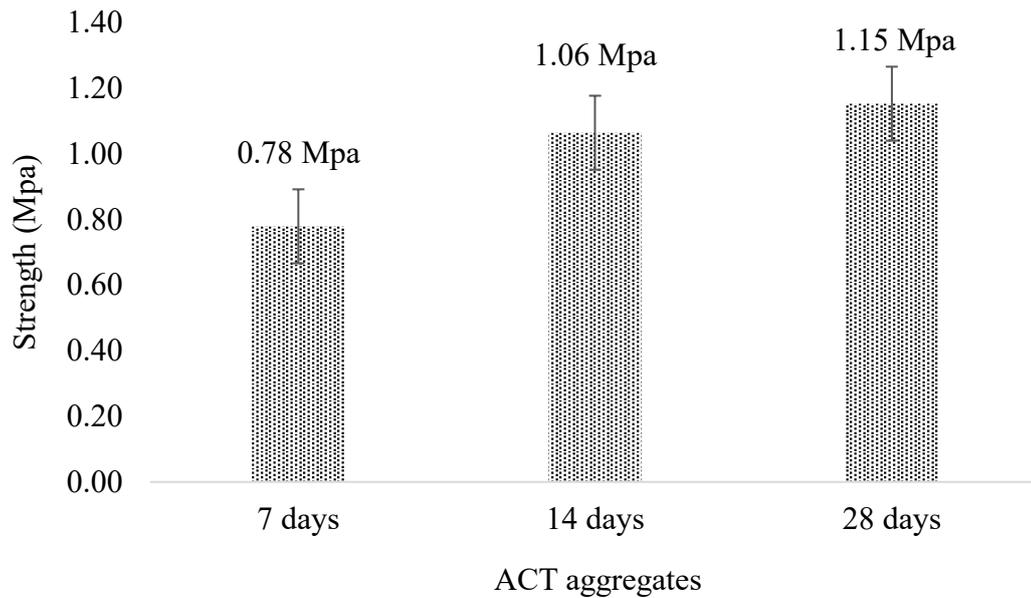 1.40
1.20
1.00
0.80
0.60
0.40
0.20
0.00
Strength (Mpa)
0.78 Mpa
1.06 Mpa
1.15 Mpa
7 days
14 days
28 days
ACT aggregates